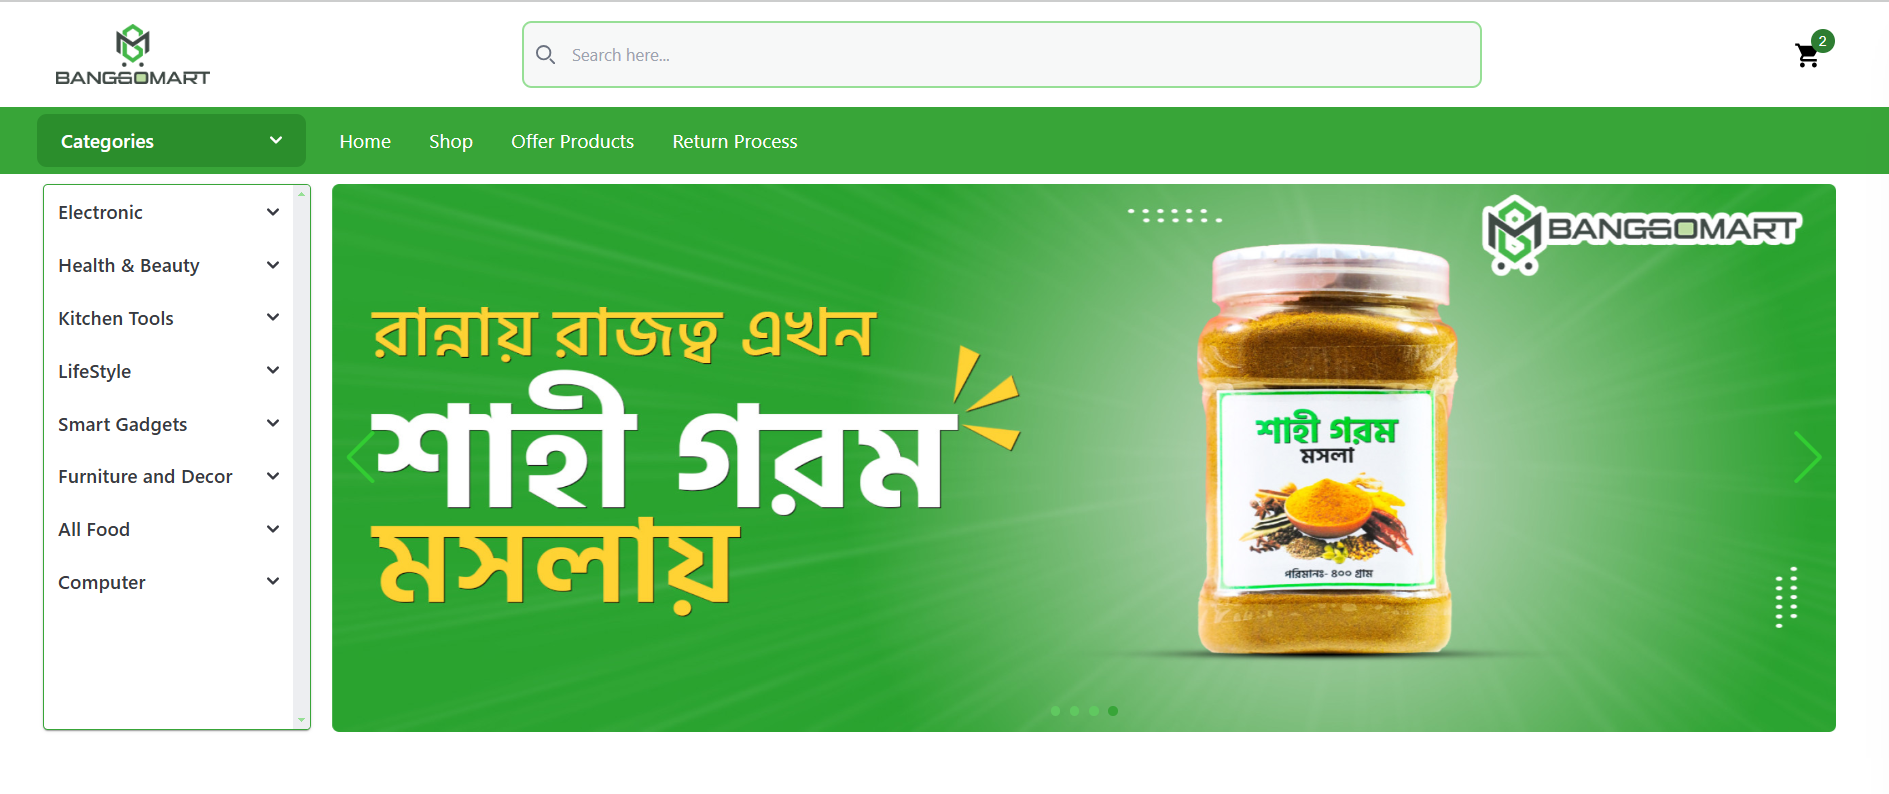 BANGSOMART
Search here...
2
Categories
Home
Shop
Offer Products
Return Process
Electronic
Health & Beauty
Kitchen Tools
LifeStyle
Smart Gadgets
Furniture and Decor
All Food
Computer
BANGSOMART
রান্নায় রাজত্ব এখন
শাহী গরম
মসলায়
শাহী গরম
মসলা
পরিমানঃ- ৪০০ গ্রাম